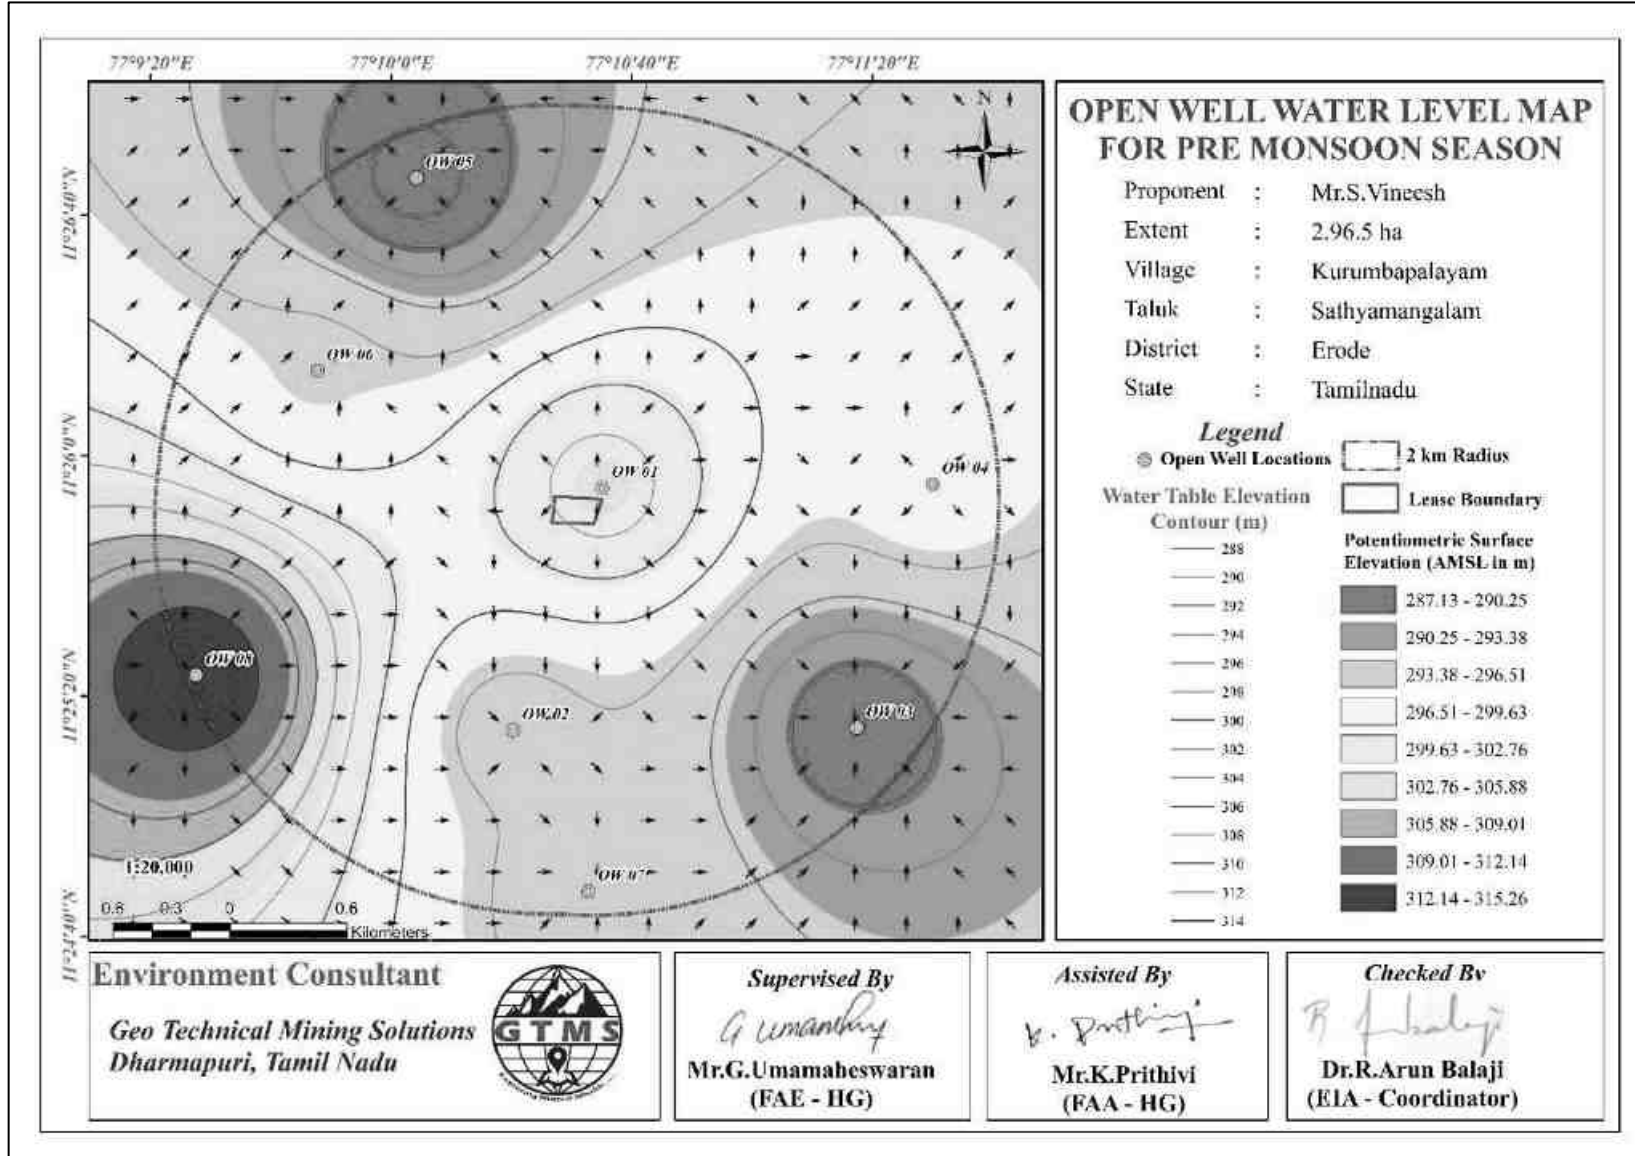 77°9'20"E 77°10'0"E 77°10'40"E 77°11'20"E
11°26'40"N
11°26'0"N
11°25'20"N
11°24'40"N
N
OW 05
OW 06
OW 01
OW 04
OW 08
OW 02
OW 03
OW 07
1:20,000
0.6 0.3 0 0.6
Kilometers
OPEN WELL WATER LEVEL MAP
FOR PRE MONSOON SEASON
Proponent : Mr.S.Vineesh
Extent : 2.96.5 ha
Village : Kurumbapalayam
Taluk : Sathyamangalam
District : Erode
State : Tamilnadu
Legend
Open Well Locations
2 km Radius
Lease Boundary
Water Table Elevation
Contour (m)
288
290
292
294
296
298
300
302
304
306
308
310
312
314
Potentiometric Surface
Elevation (AMSL in m)
287.13 - 290.25
290.25 - 293.38
293.38 - 296.51
296.51 - 299.63
299.63 - 302.76
302.76 - 305.88
305.88 - 309.01
309.01 - 312.14
312.14 - 315.26
Environment Consultant
Geo Technical Mining Solutions
Dharmapuri, Tamil Nadu
GTMS
Supervised By
Mr.G.Umamaheswaran
(FAE - HG)
Assisted By
Mr.K.Prithivi
(FAA - HG)
Checked By
Dr.R.Arun Balaji
(EIA - Coordinator)